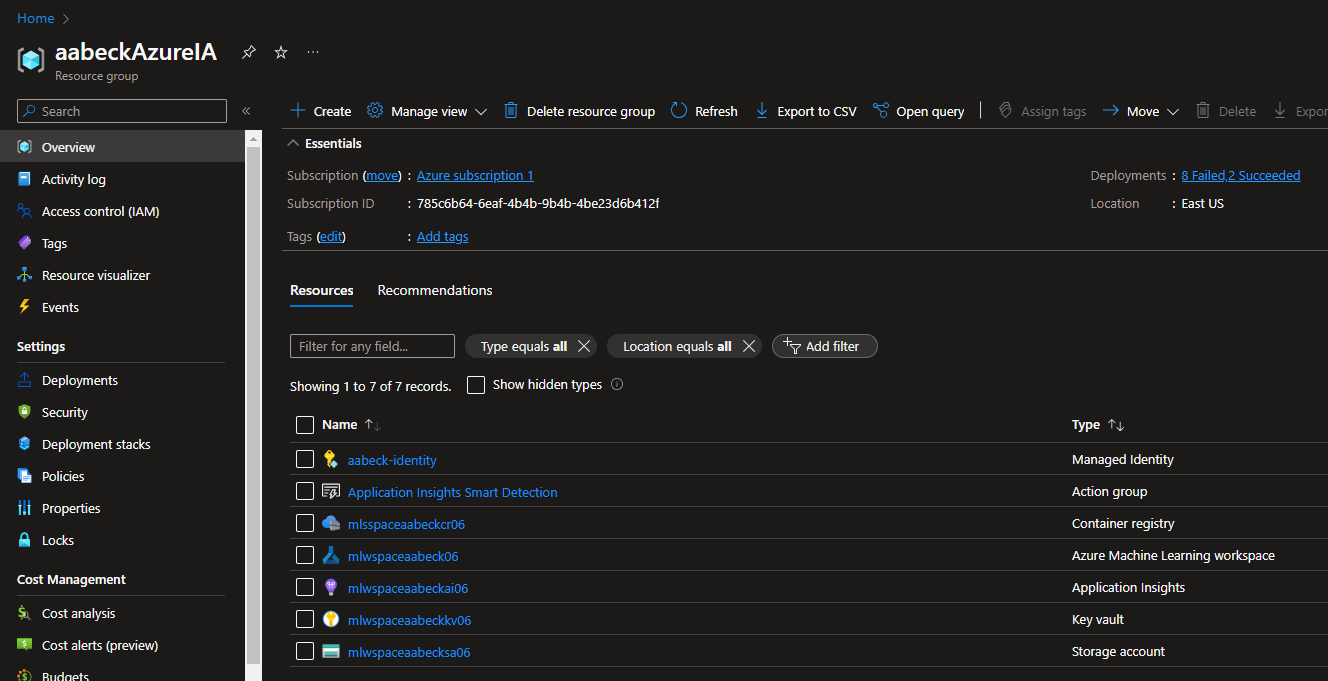 Home >
aabeckAzureIA ...
Resource group
Search «
Overview
Activity log
Access control (IAM)
Tags
Resource visualizer
Events
Settings
Deployments
Security
Deployment stacks
Policies
Properties
Locks
Cost Management
Cost analysis
Cost alerts (preview)
Budgets
Create Manage view Delete resource group Refresh Export to CSV Open query | Assign tags Move Delete Expor
Essentials
Subscription (move) : Azure subscription 1 Deployments : 8 Failed,2 Succeeded
Subscription ID : 785c6b64-6eaf-4b4b-9b4b-4be23d6b412f Location : East US
Tags (edit) : Add tags
Resources Recommendations
Filter for any field... Type equals all Location equals all Add filter
Showing 1 to 7 of 7 records. Show hidden types
Name Type
aabeck-identity Managed Identity
Application Insights Smart Detection Action group
mlsspaceaabeckcr06 Container registry
mlwspaceaabeck06 Azure Machine Learning workspace
mlwspaceaabeckai06 Application Insights
mlwspaceaabeckkv06 Key vault
mlwspaceaabecksa06 Storage account